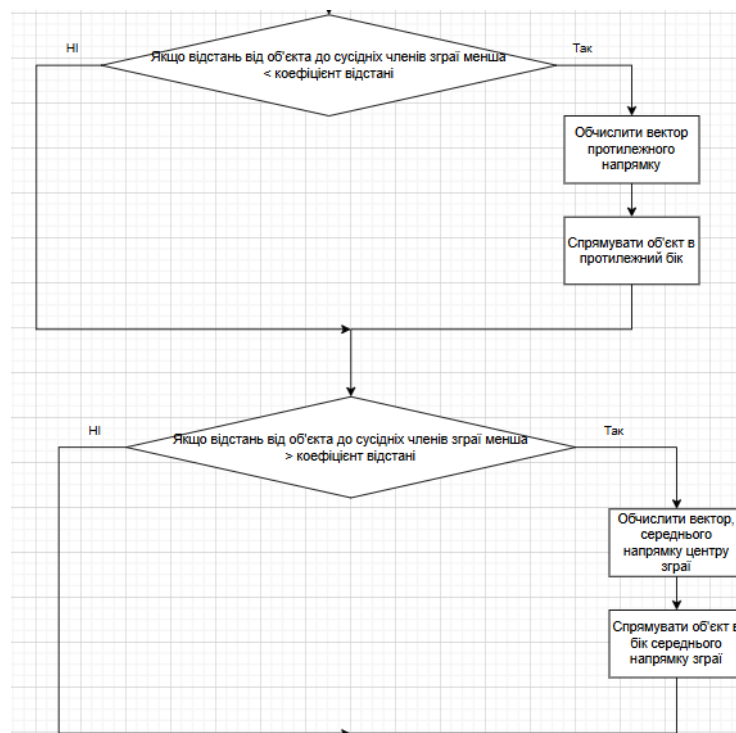 НІ
Так
Якщо відстань від об'єкта до сусідніх членів зграї менша
< коефіцієнт відстані
Обчислити вектор
протилежного
напрямку
Спрямувати об'єкт в
протилежний бік
НІ
Так
Якщо відстань від об'єкта до сусідніх членів зграї менша
> коефіцієнт відстані
Обчислити вектор,
середнього
напрямку центру
зграї
Спрямувати об'єкт в
бік середнього
напрямку зграї